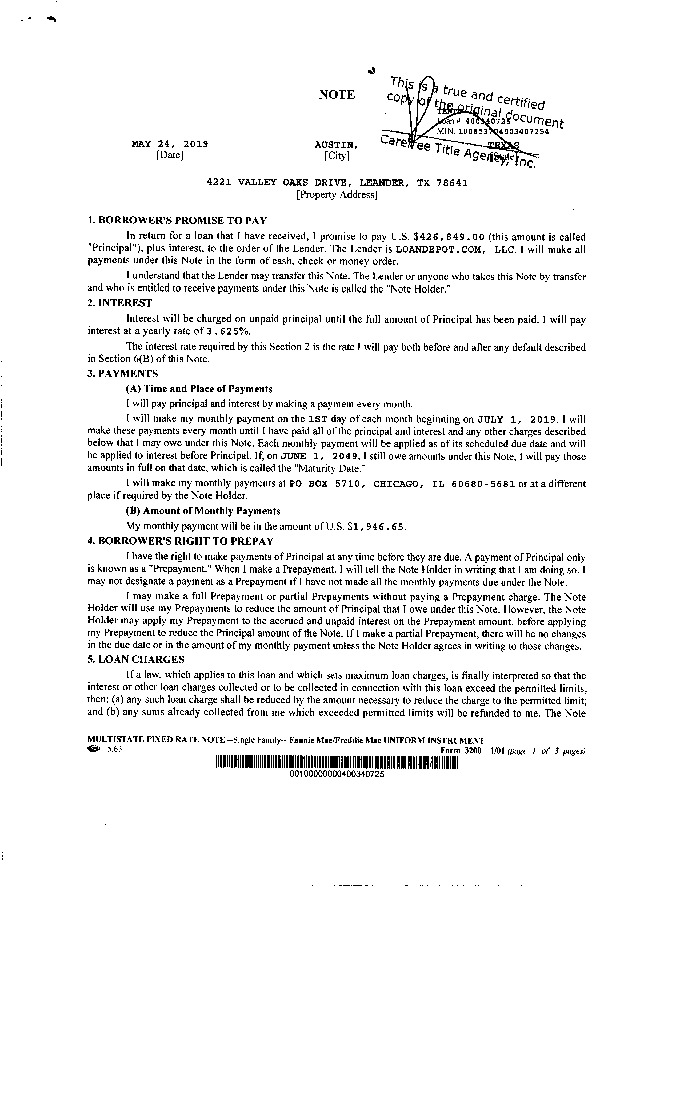 NOTE
This is a true and certified
copy of the original document
Loan #: 400340725
MIN: 100853704003407254
MAY 24, 2019 AUSTIN, TEXAS
[Date] [City] [State]
Caretree Title Agency, Inc.
4221 VALLEY OAKS DRIVE, LEANDER, TX 78641
[Property Address]
1. BORROWER'S PROMISE TO PAY
In return for a loan that I have received, I promise to pay U.S. $426,849.00 (this amount is called
"Principal"), plus interest, to the order of the Lender. The Lender is LOANDEPOT.COM, LLC. I will make all
payments under this Note in the form of cash, check or money order.
I understand that the Lender may transfer this Note. The Lender or anyone who takes this Note by transfer
and who is entitled to receive payments under this Note is called the "Note Holder."
2. INTEREST
Interest will be charged on unpaid principal until the full amount of Principal has been paid. I will pay
interest at a yearly rate of 3.625%.
The interest rate required by this Section 2 is the rate I will pay both before and after any default described
in Section 6(B) of this Note.
3. PAYMENTS
(A) Time and Place of Payments
I will pay principal and interest by making a payment every month.
I will make my monthly payment on the 1ST day of each month beginning on JULY 1, 2019. I will
make these payments every month until I have paid all of the principal and interest and any other charges described
below that I may owe under this Note. Each monthly payment will be applied as of its scheduled due date and will
be applied to interest before Principal. If, on JUNE 1, 2049, I still owe amounts under this Note, I will pay those
amounts in full on that date, which is called the "Maturity Date."
I will make my monthly payments at PO BOX 5710, CHICAGO, IL 60680-5681 or at a different
place if required by the Note Holder.
(B) Amount of Monthly Payments
My monthly payment will be in the amount of U.S. $1,946.65.
4. BORROWER'S RIGHT TO PREPAY
I have the right to make payments of Principal at any time before they are due. A payment of Principal only
is known as a "Prepayment." When I make a Prepayment, I will tell the Note Holder in writing that I am doing so. I
may not designate a payment as a Prepayment if I have not made all the monthly payments due under the Note.
I may make a full Prepayment or partial Prepayments without paying a Prepayment charge. The Note
Holder will use my Prepayments to reduce the amount of Principal that I owe under this Note. However, the Note
Holder may apply my Prepayment to the accrued and unpaid interest on the Prepayment amount, before applying
my Prepayment to reduce the Principal amount of the Note. If I make a partial Prepayment, there will be no changes
in the due date or in the amount of my monthly payment unless the Note Holder agrees in writing to those changes.
5. LOAN CHARGES
If a law, which applies to this loan and which sets maximum loan charges, is finally interpreted so that the
interest or other loan charges collected or to be collected in connection with this loan exceed the permitted limits,
then: (a) any such loan charge shall be reduced by the amount necessary to reduce the charge to the permitted limit;
and (b) any sums already collected from me which exceeded permitted limits will be refunded to me. The Note
MULTISTATE FIXED RATE NOTE--Single Family-- Fannie Mae/Freddie Mac UNIFORM INSTRUMENT
5.63 Form 3200 1/01 (page 1 of 3 pages)
00100000000400340725